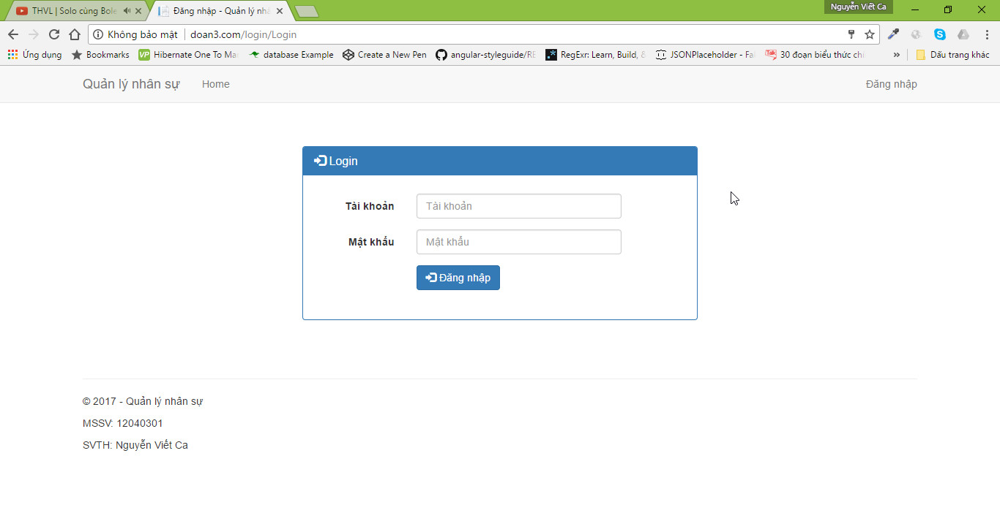 Nguyễn Viết Ca
THVL | Solo cùng Bole
Đăng nhập - Quản lý nhâ
Không bảo mật doan3.com/login/Login
Ứng dụng Bookmarks VP Hibernate One To Ma database Example Create a New Pen angular-styleguide/RE RegExr: Learn, Build, & JSONPlaceholder - Fa 30 đoạn biểu thức chí » Dấu trang khác
Quản lý nhân sự Home Đăng nhập
Login
Tài khoản Tài khoản
Mật khẩu Mật khẩu
Đăng nhập
© 2017 - Quản lý nhân sự
MSSV: 12040301
SVTH: Nguyễn Viết Ca